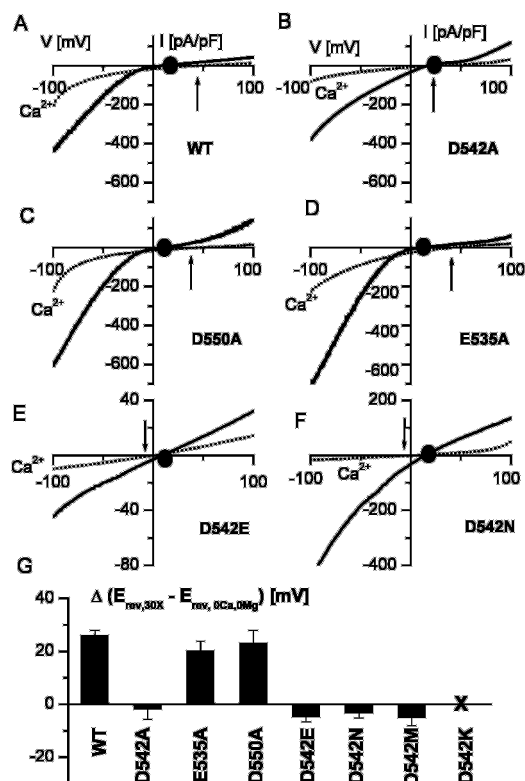 A
V [mV]
I [pA/pF]
-100
100
Ca2+
-200
-400
-600
WT
B
V [mV]
I [pA/pF]
-100
100
Ca2+
-200
-400
-600
D542A
C
-100
100
Ca2+
-200
-400
-600
D550A
D
-100
100
Ca2+
-200
-400
-600
E535A
E
40
Ca2+
-100
100
-40
-80
D542E
F
200
Ca2+
-100
100
-200
-400
D542N
G
Δ (Erev,30X - Erev, 0Ca,0Mg) [mV]
40
20
0
-20
X
WT
D542A
E535A
D550A
D542E
D542N
D542M
D542K